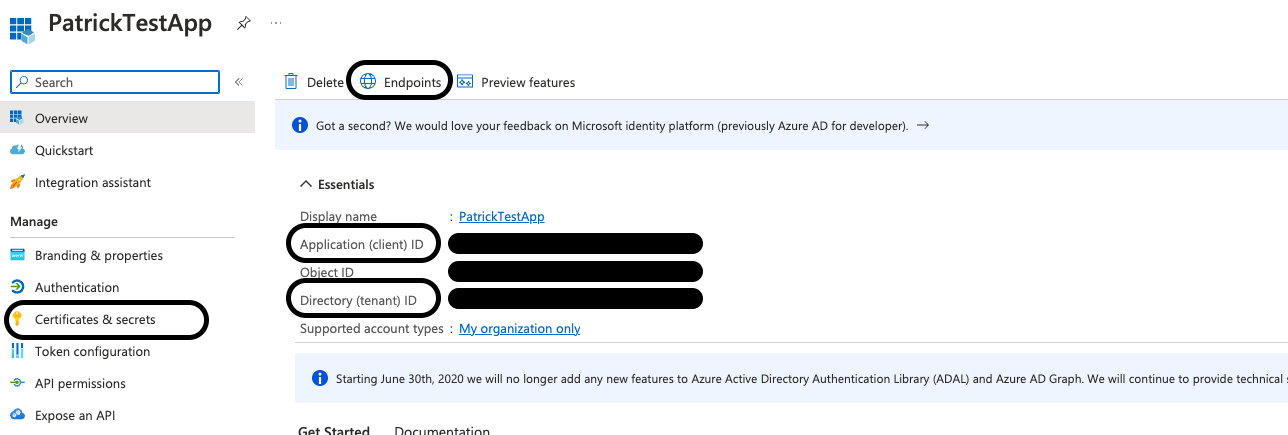 PatrickTestApp
Search
Overview
Quickstart
Integration assistant
Manage
Branding & properties
Authentication
Certificates & secrets
Token configuration
API permissions
Expose an API
Delete
Endpoints
Preview features
Got a second? We would love your feedback on Microsoft identity platform (previously Azure AD for developer).
Essentials
Display name : PatrickTestApp
Application (client) ID
Object ID
Directory (tenant) ID
Supported account types : My organization only
Starting June 30th, 2020 we will no longer add any new features to Azure Active Directory Authentication Library (ADAL) and Azure AD Graph. We will continue to provide technical
Get Started Documentation